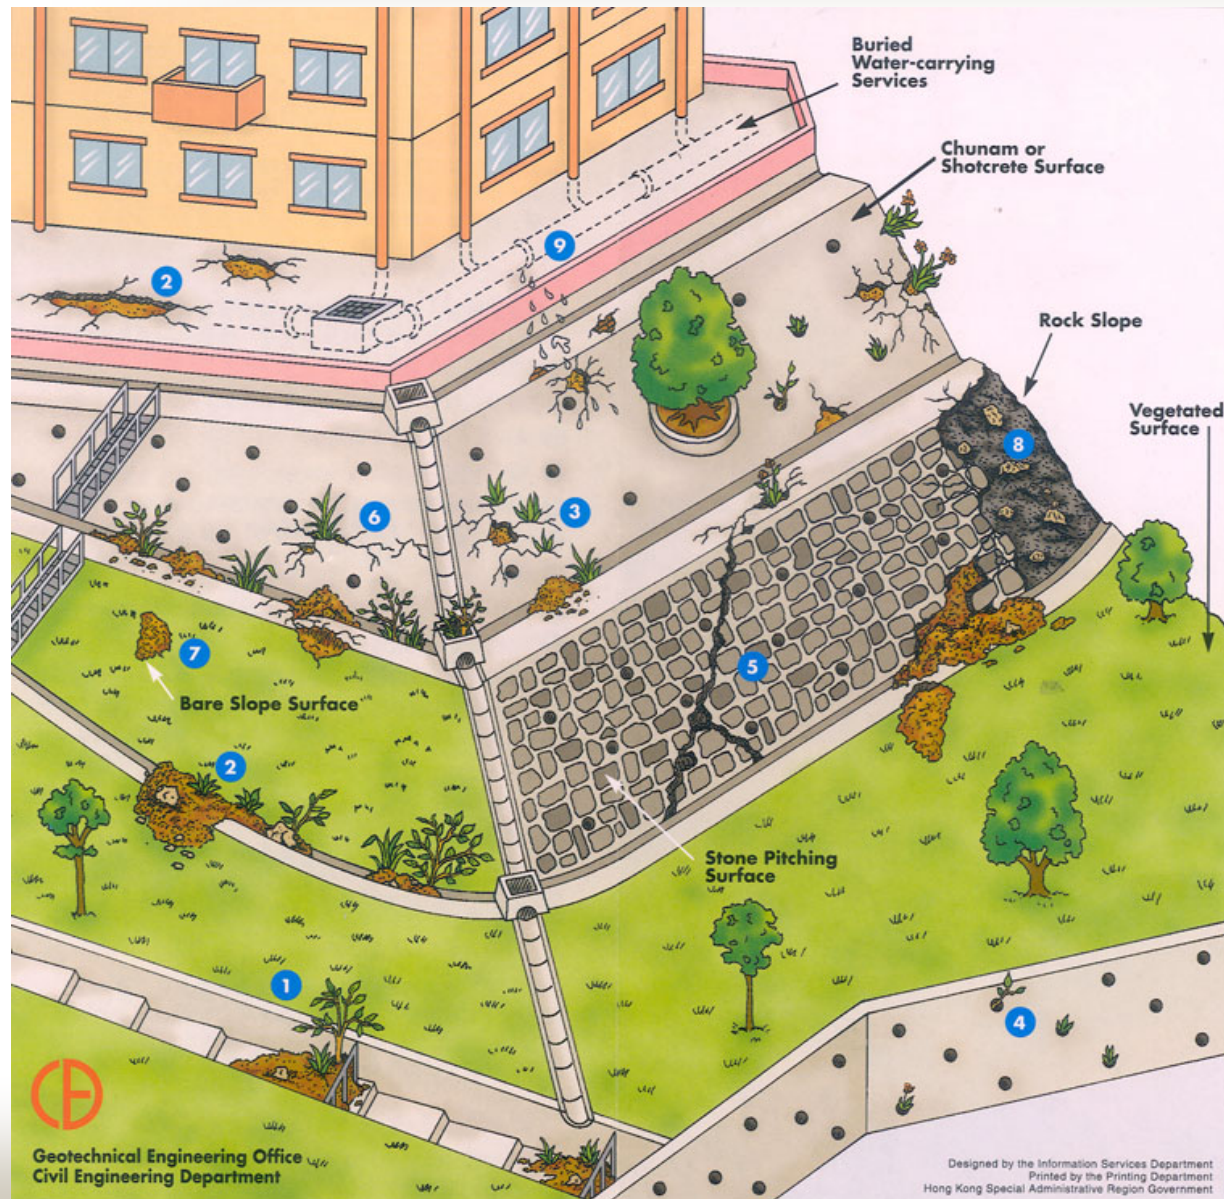 Buried
Water-carrying
Services
Chunam or
Shotcrete Surface
Rock Slope
Vegetated
Surface
9
2
8
6
3
7
Bare Slope Surface
5
2
Stone Pitching
Surface
1
4
CE
Geotechnical Engineering Office
Civil Engineering Department
Designed by the Information Services Department
Printed by the Printing Department
Hong Kong Special Administrative Region Government